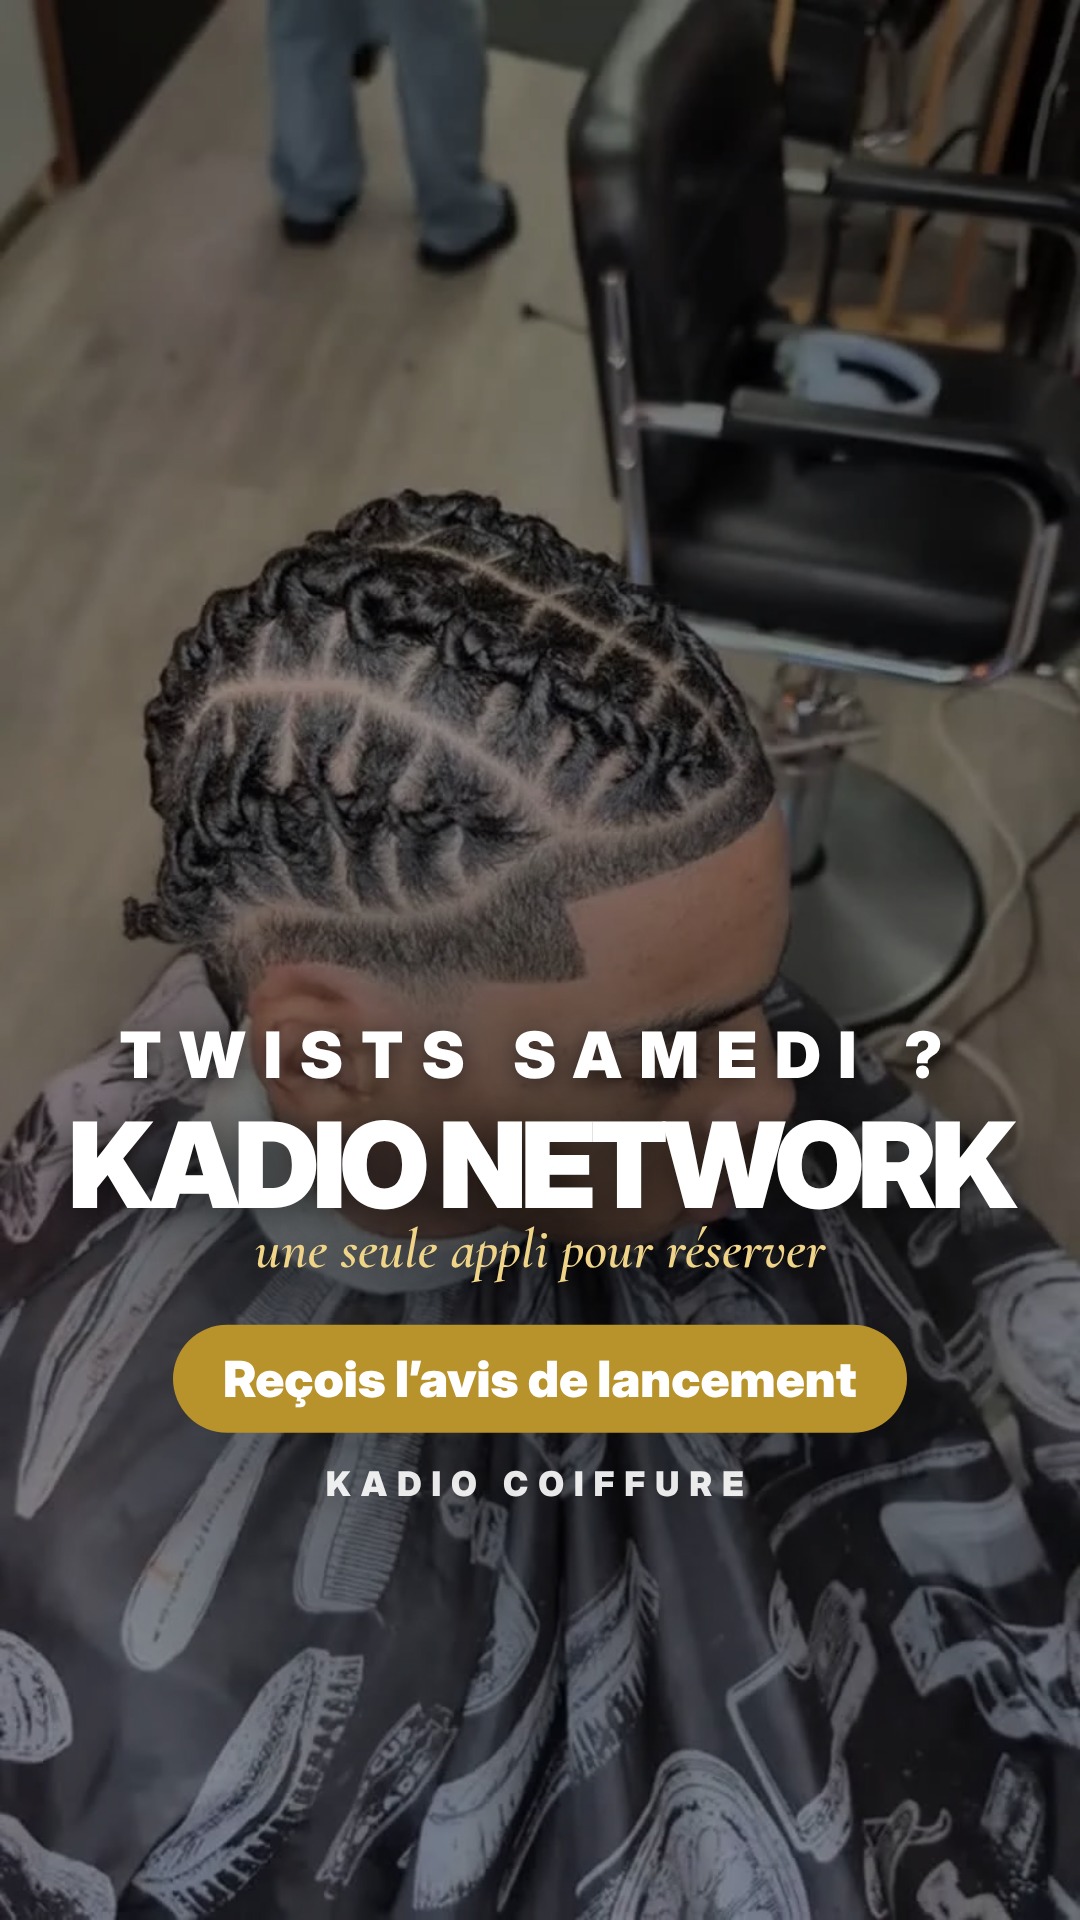 TWISTS SAMEDI ?
KADIO NETWORK
une seule appli pour réserver
Reçois l'avis de lancement
KADIO COIFFURE